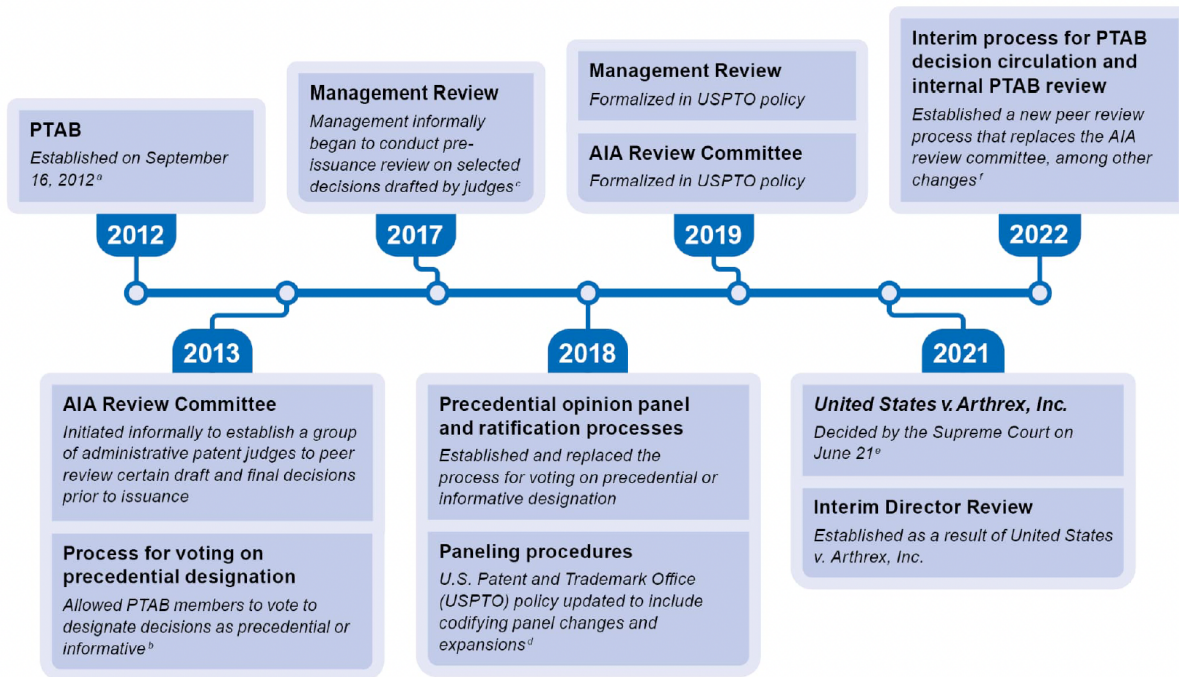 PTAB
Established on September
16, 2012ᵃ
2012
Management Review
Management informally
began to conduct pre-
issuance review on selected
decisions drafted by judgesᶜ
2017
Management Review
Formalized in USPTO policy
AIA Review Committee
Formalized in USPTO policy
2019
Interim process for PTAB
decision circulation and
internal PTAB review
Established a new peer review
process that replaces the AIA
review committee, among other
changesᶠ
2022
2013
AIA Review Committee
Initiated informally to establish a group
of administrative patent judges to peer
review certain draft and final decisions
prior to issuance
Process for voting on
precedential designation
Allowed PTAB members to vote to
designate decisions as precedential or
informativeᵇ
2018
Precedential opinion panel
and ratification processes
Established and replaced the
process for voting on precedential or
informative designation
Paneling procedures
U.S. Patent and Trademark Office
(USPTO) policy updated to include
codifying panel changes and
expansionsᵈ
2021
United States v. Arthrex, Inc.
Decided by the Supreme Court on
June 21ᵉ
Interim Director Review
Established as a result of United States
v. Arthrex, Inc.